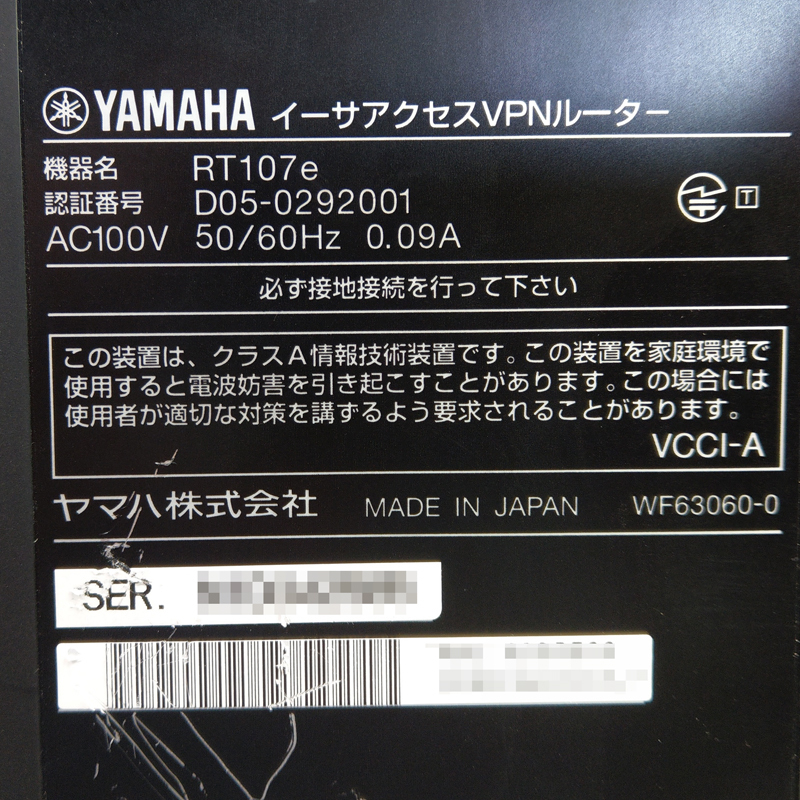 YAMAHA イーサアクセスVPNルーター
機器名 RT107e
認証番号 D05-0292001
T
AC100V 50/60Hz 0.09A
必ず接地接続を行って下さい
この装置は、クラスA情報技術装置です。この装置を家庭環境で
使用すると電波妨害を引き起こすことがあります。この場合には
使用者が適切な対策を講ずるよう要求されることがあります。
VCCI-A
ヤマハ株式会社 MADE IN JAPAN WF63060-0
SER.